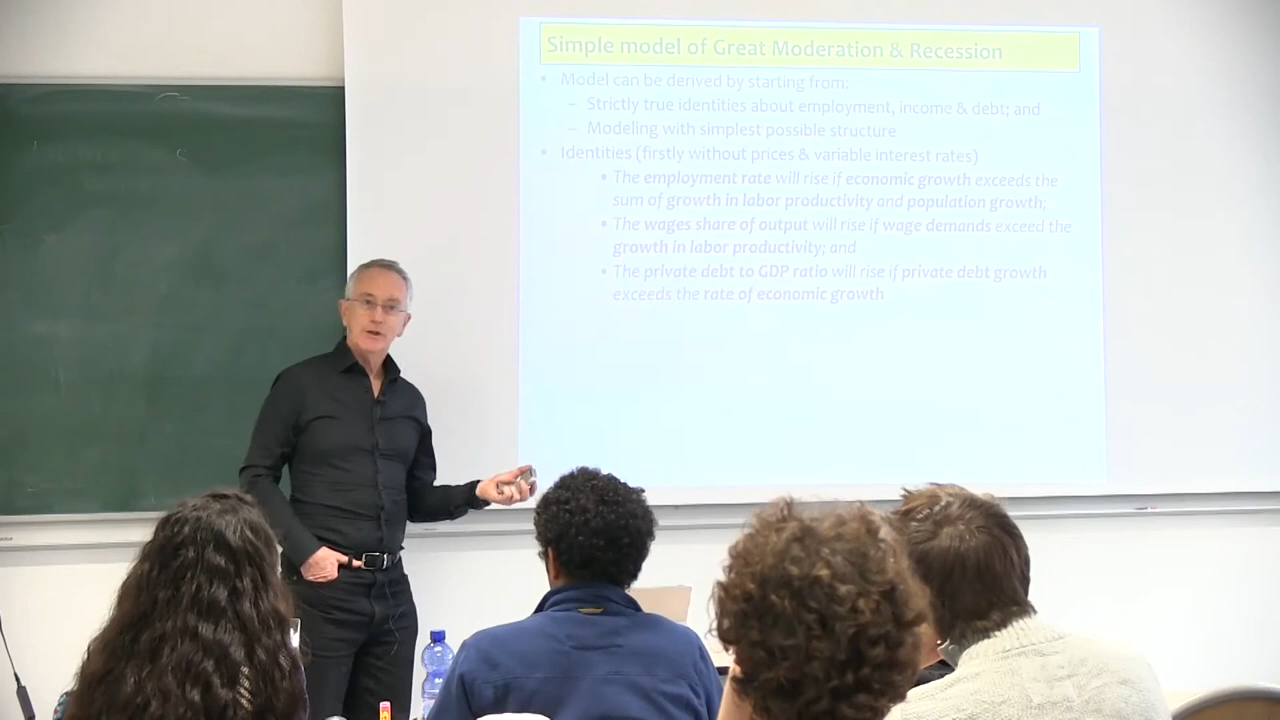 Simple model of Great Moderation & Recession
• Model can be derived by starting from:
– Strictly true identities about employment, income & debt; and
– Modeling with simplest possible structure
• Identities (firstly without prices & variable interest rates)
• The employment rate will rise if economic growth exceeds the
sum of growth in labor productivity and population growth;
• The wages share of output will rise if wage demands exceed the
growth in labor productivity; and
• The private debt to GDP ratio will rise if private debt growth
exceeds the rate of economic growth